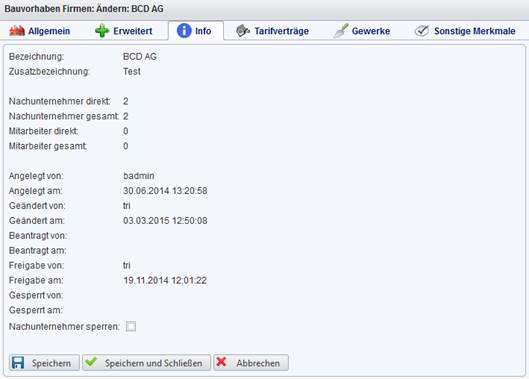 Bauvorhaben Firmen: Ändern: BCD AG
Allgemein Erweitert Info Tarifverträge Gewerke Sonstige Merkmale
Bezeichnung: BCD AG
Zusatzbezeichnung: Test
Nachunternehmer direkt: 2
Nachunternehmer gesamt: 2
Mitarbeiter direkt: 0
Mitarbeiter gesamt: 0
Angelegt von: badmin
Angelegt am: 30.06.2014 13:20:58
Geändert von: tri
Geändert am: 03.03.2015 12:50:08
Beantragt von:
Beantragt am:
Freigabe von: tri
Freigabe am: 19.11.2014 12:01:22
Gesperrt von:
Gesperrt am:
Nachunternehmer sperren:
Speichern Speichern und Schließen Abbrechen